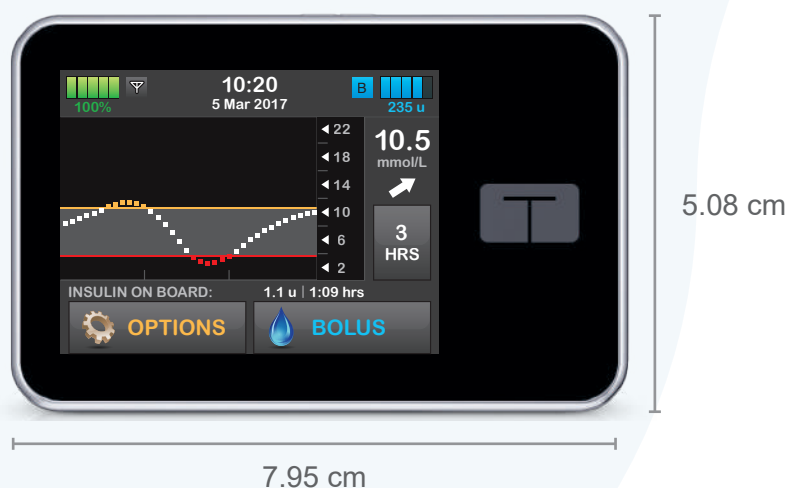 10:20
5 Mar 2017
100%
B
235 u
22
18
14
10
6
2
10.5
mmol/L
3
HRS
INSULIN ON BOARD:
1.1 u | 1:09 hrs
OPTIONS
BOLUS
5.08 cm
7.95 cm